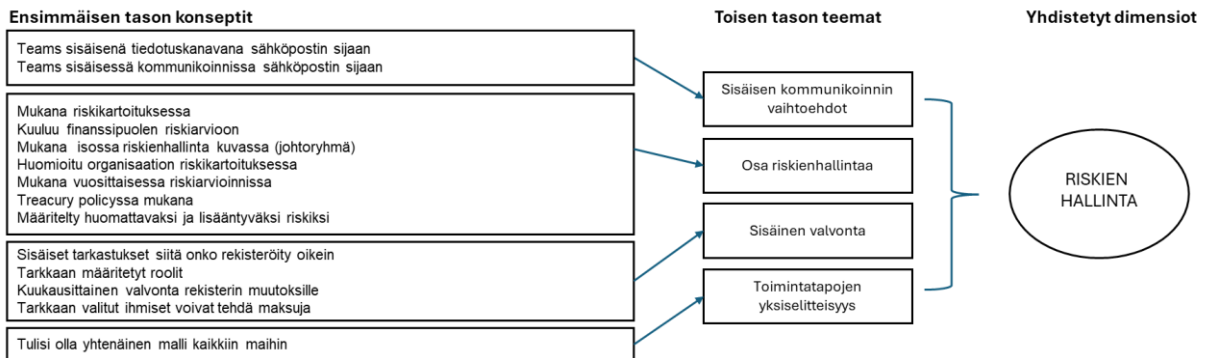 Ensimmäisen tason konseptit
Toisen tason teemat
Yhdistetyt dimensiot
Teams sisäisenä tiedotuskanavana sähköpostin sijaan
Teams sisäisessä kommunikoinnissa sähköpostin sijaan
Mukana riskikartoituksessa
Kuuluu finanssipuolen riskiarvioon
Mukana isossa riskienhallinta kuvassa (johtoryhmä)
Huomioitu organisaation riskikartoituksessa
Mukana vuosittaisessa riskiarvioinnissa
Treacury policyssa mukana
Määritelty huomattavaksi ja lisääntyväksi riskiksi
Sisäiset tarkastukset siitä onko rekisteröity oikein
Tarkkaan määritetyt roolit
Kuukausittainen valvonta rekisterin muutoksille
Tarkkaan valitut ihmiset voivat tehdä maksuja
Tulisi olla yhtenäinen malli kaikkiin maihin
Sisäisen kommunikoinnin
vaihtoehdot
Osa riskienhallintaa
Sisäinen valvonta
Toimintatapojen
yksiselitteisyys
RISKIEN
HALLINTA